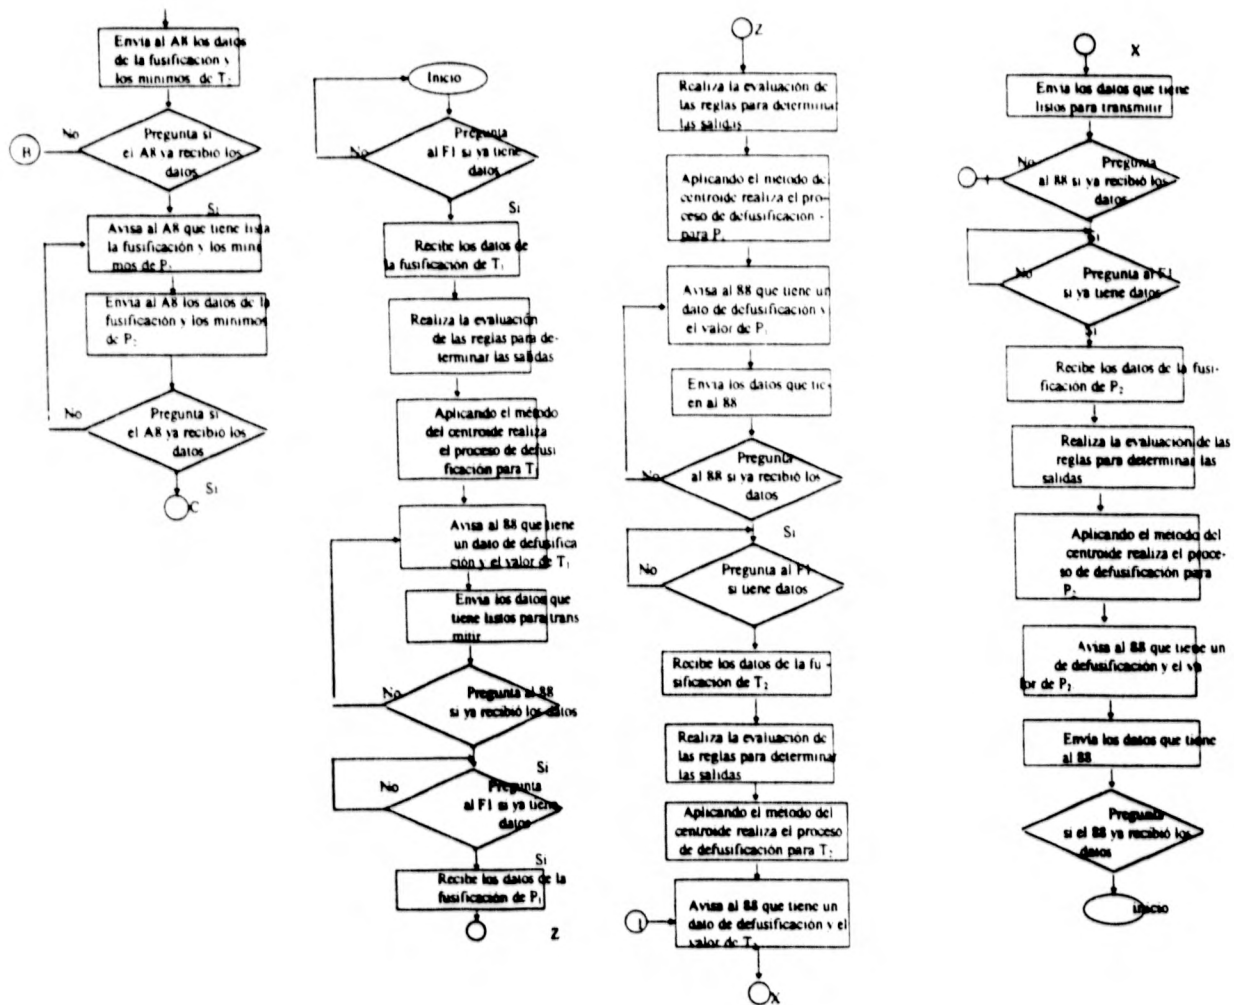 Envia al A8 los datos
de la fusificación y
los minimos de T₂
No
Pregunta si
el A8 ya recibió los
datos
B
Si
Avisa al A8 que tiene lista
la fusificación y los mini
mos de P₂
Envia al A8 los datos de la
fusificación y los minimos
de P₂
No
Pregunta si
el A8 ya recibió los
datos
Si
C
Inicio
Pregunta
al F1 si ya tiene
datos
No
Si
Recibe los datos de
la fusificación de T₁
Realiza la evaluación
de las reglas para de-
terminar las salidas
Aplicando el método
del centroide realiza
el proceso de defusi
ficación para T₁
Avisa al 88 que tiene
un dato de defusifica
ción y el valor de T₁
Envia los datos que
tiene listos para trans
mitir
No
Pregunta al 88
si ya recibió los datos
Si
No
Pregunta
al F1 si ya tiene
datos
Si
Recibe los datos de la
fusificación de P₁
Z
Z
Realiza la evaluación de
las reglas para determinar
las salidas
Aplicando el método de
centroide realiza el pro-
ceso de defusificación -
para P₁
Avisa al 88 que tiene un
dato de defusificación y
el valor de P₁
Envia los datos que tie-
en al 88
Pregunta
al 88 si ya recibió los
datos
No
Si
No
Pregunta al F1
si tiene datos
Recibe los datos de la fu -
sificación de T₂
Realiza la evaluación de
las reglas para determinar
las salidas
Aplicando el método del
centroide realiza el proceso
de defusificación para T₂
Avisa al 88 que tiene un
dato de defusificación y el
valor de T₂
X
X
Envia los datos que tiene
listos para transmitir
No
Pregunta
al 88 si ya recibió los
datos
Si
No
Pregunta al F1
si ya tiene datos
Si
Recibe los datos de la fusi-
ficación de P₂
Realiza la evaluación de las
reglas para determinar las
salidas
Aplicando el método del
centroide realiza el proce-
so de defusificación para
P₂
Avisa al 88 que tiene un
de defusificación y el va
lor de P₂
Envia los datos que tiene
al 88
Pregunta
si el 88 ya recibió los
datos
inicio